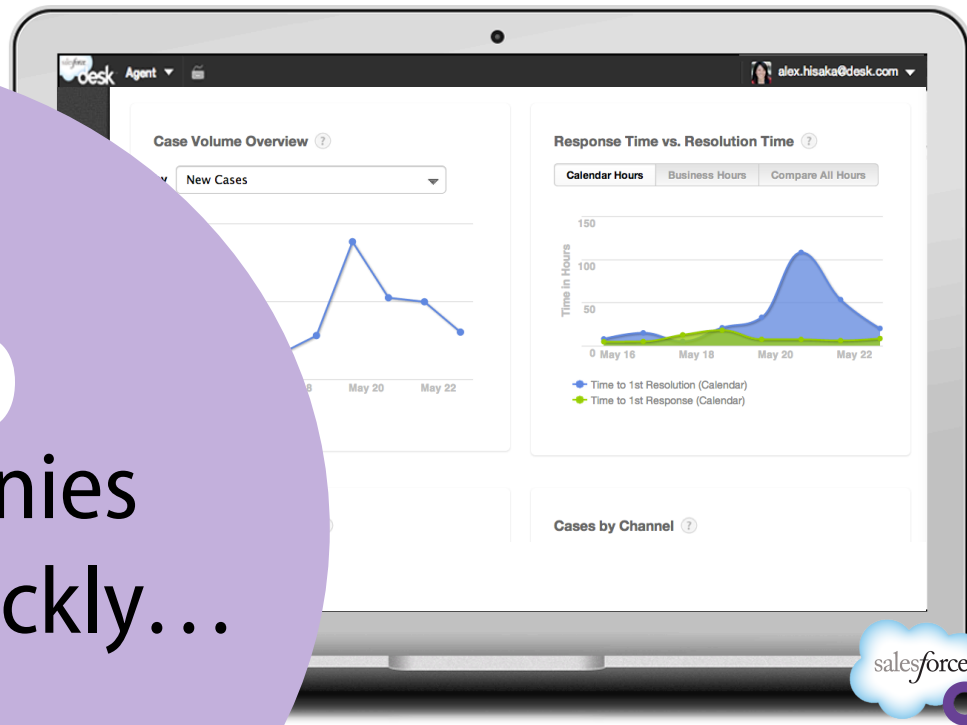 salesforce
desk Agent
alex.hisaka@desk.com
Case Volume Overview ?
New Cases
Response Time vs. Resolution Time ?
Calendar Hours Business Hours Compare All Hours
150
100
50
0
Time in Hours
May 16 May 18 May 20 May 22
Time to 1st Resolution (Calendar)
Time to 1st Response (Calendar)
8 May 20 May 22
Cases by Channel ?
nies
ckly…
salesforce